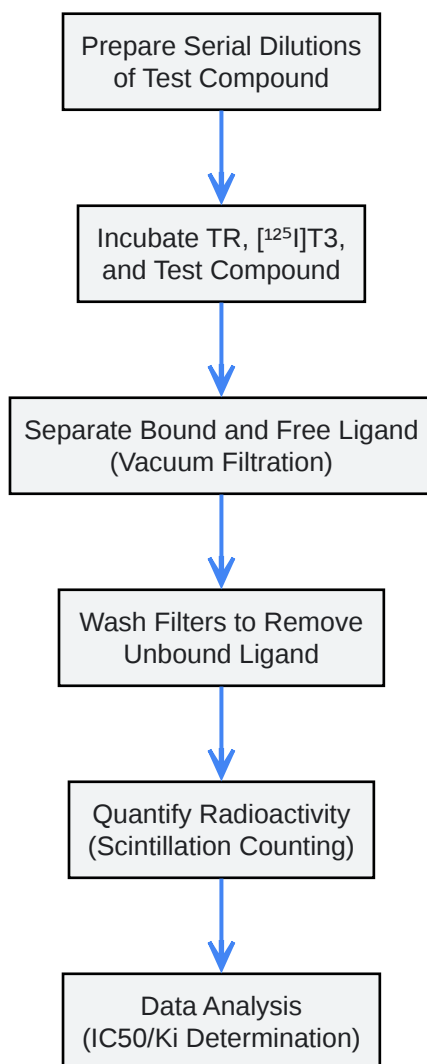 Prepare Serial Dilutions
of Test Compound
Incubate TR, [¹²⁵I]T3,
and Test Compound
Separate Bound and Free Ligand
(Vacuum Filtration)
Wash Filters to Remove
Unbound Ligand
Quantify Radioactivity
(Scintillation Counting)
Data Analysis
(IC50/Ki Determination)